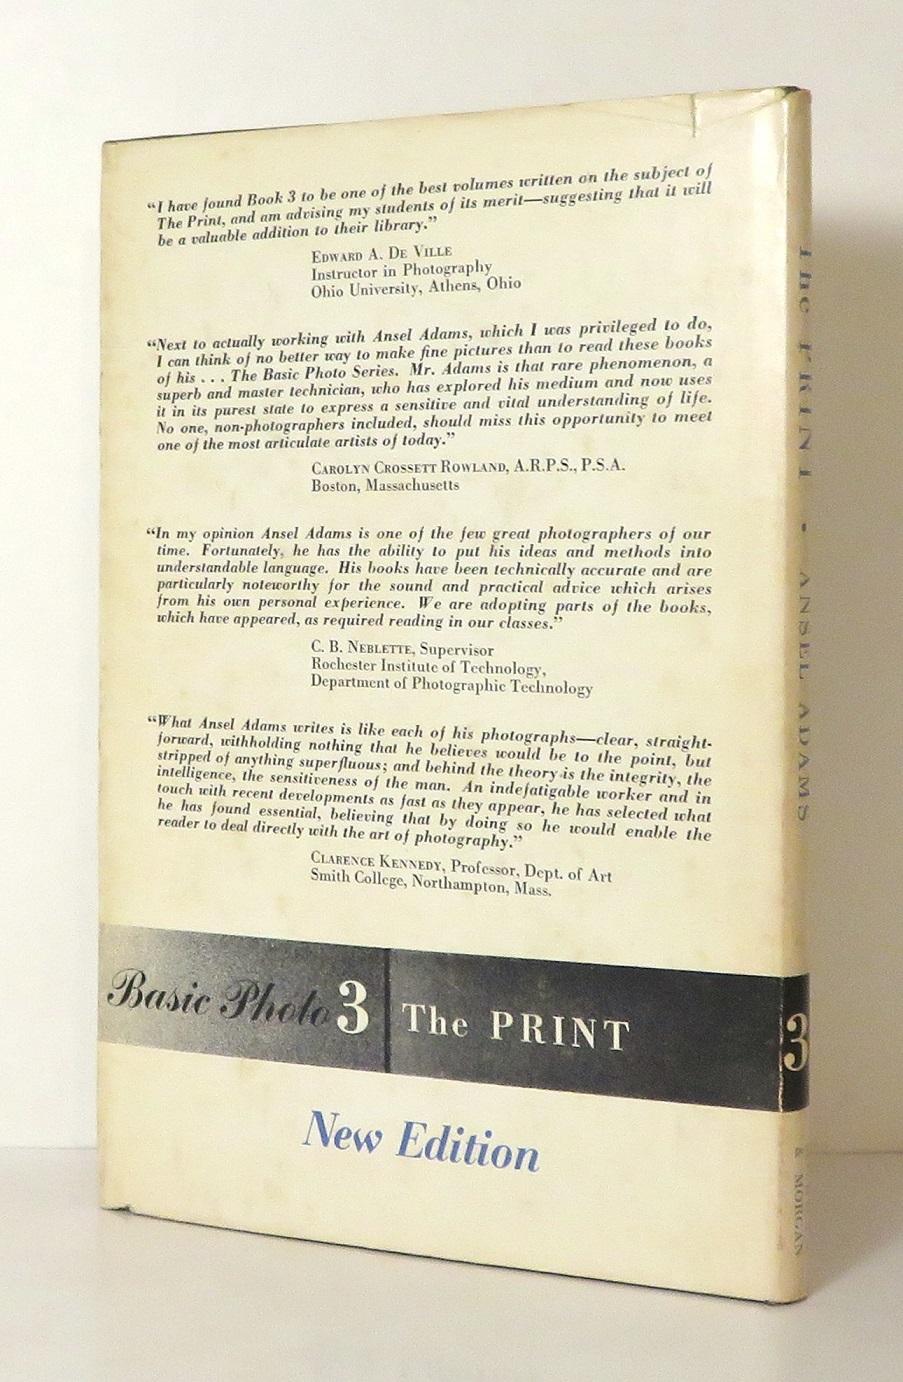 “I have found Book 3 to be one of the best volumes written on the subject of
The Print, and am advising my students of its merit—suggesting that it will
be a valuable addition to their library.”
EDWARD A. DE VILLE
Instructor in Photography
Ohio University, Athens, Ohio
“Next to actually working with Ansel Adams, which I was privileged to do,
I can think of no better way to make fine pictures than to read these books
of his . . . The Basic Photo Series. Mr. Adams is that rare phenomenon, a
superb and master technician, who has explored his medium and now uses
it in its purest state to express a sensitive and vital understanding of life.
No one, non-photographers included, should miss this opportunity to meet
one of the most articulate artists of today.”
CAROLYN CROSSETT ROWLAND, A.R.P.S., P.S.A.
Boston, Massachusetts
“In my opinion Ansel Adams is one of the few great photographers of our
time. Fortunately, he has the ability to put his ideas and methods into
understandable language. His books have been technically accurate and are
particularly noteworthy for the sound and practical advice which arises
from his own personal experience. We are adopting parts of the books,
which have appeared, as required reading in our classes.”
C. B. NEBLETTE, Supervisor
Rochester Institute of Technology,
Department of Photographic Technology
“What Ansel Adams writes is like each of his photographs—clear, straight-
forward, withholding nothing that he believes would be to the point, but
stripped of anything superfluous; and behind the theory is the integrity, the
intelligence, the sensitiveness of the man. An indefatigable worker and in
touch with recent developments as fast as they appear, he has selected what
he has found essential, believing that by doing so he would enable the
reader to deal directly with the art of photography.”
CLARENCE KENNEDY, Professor, Dept. of Art
Smith College, Northampton, Mass.
Basic Photo 3 The PRINT
New Edition
The PRINT • ANSEL ADAMS
3
& MORGAN